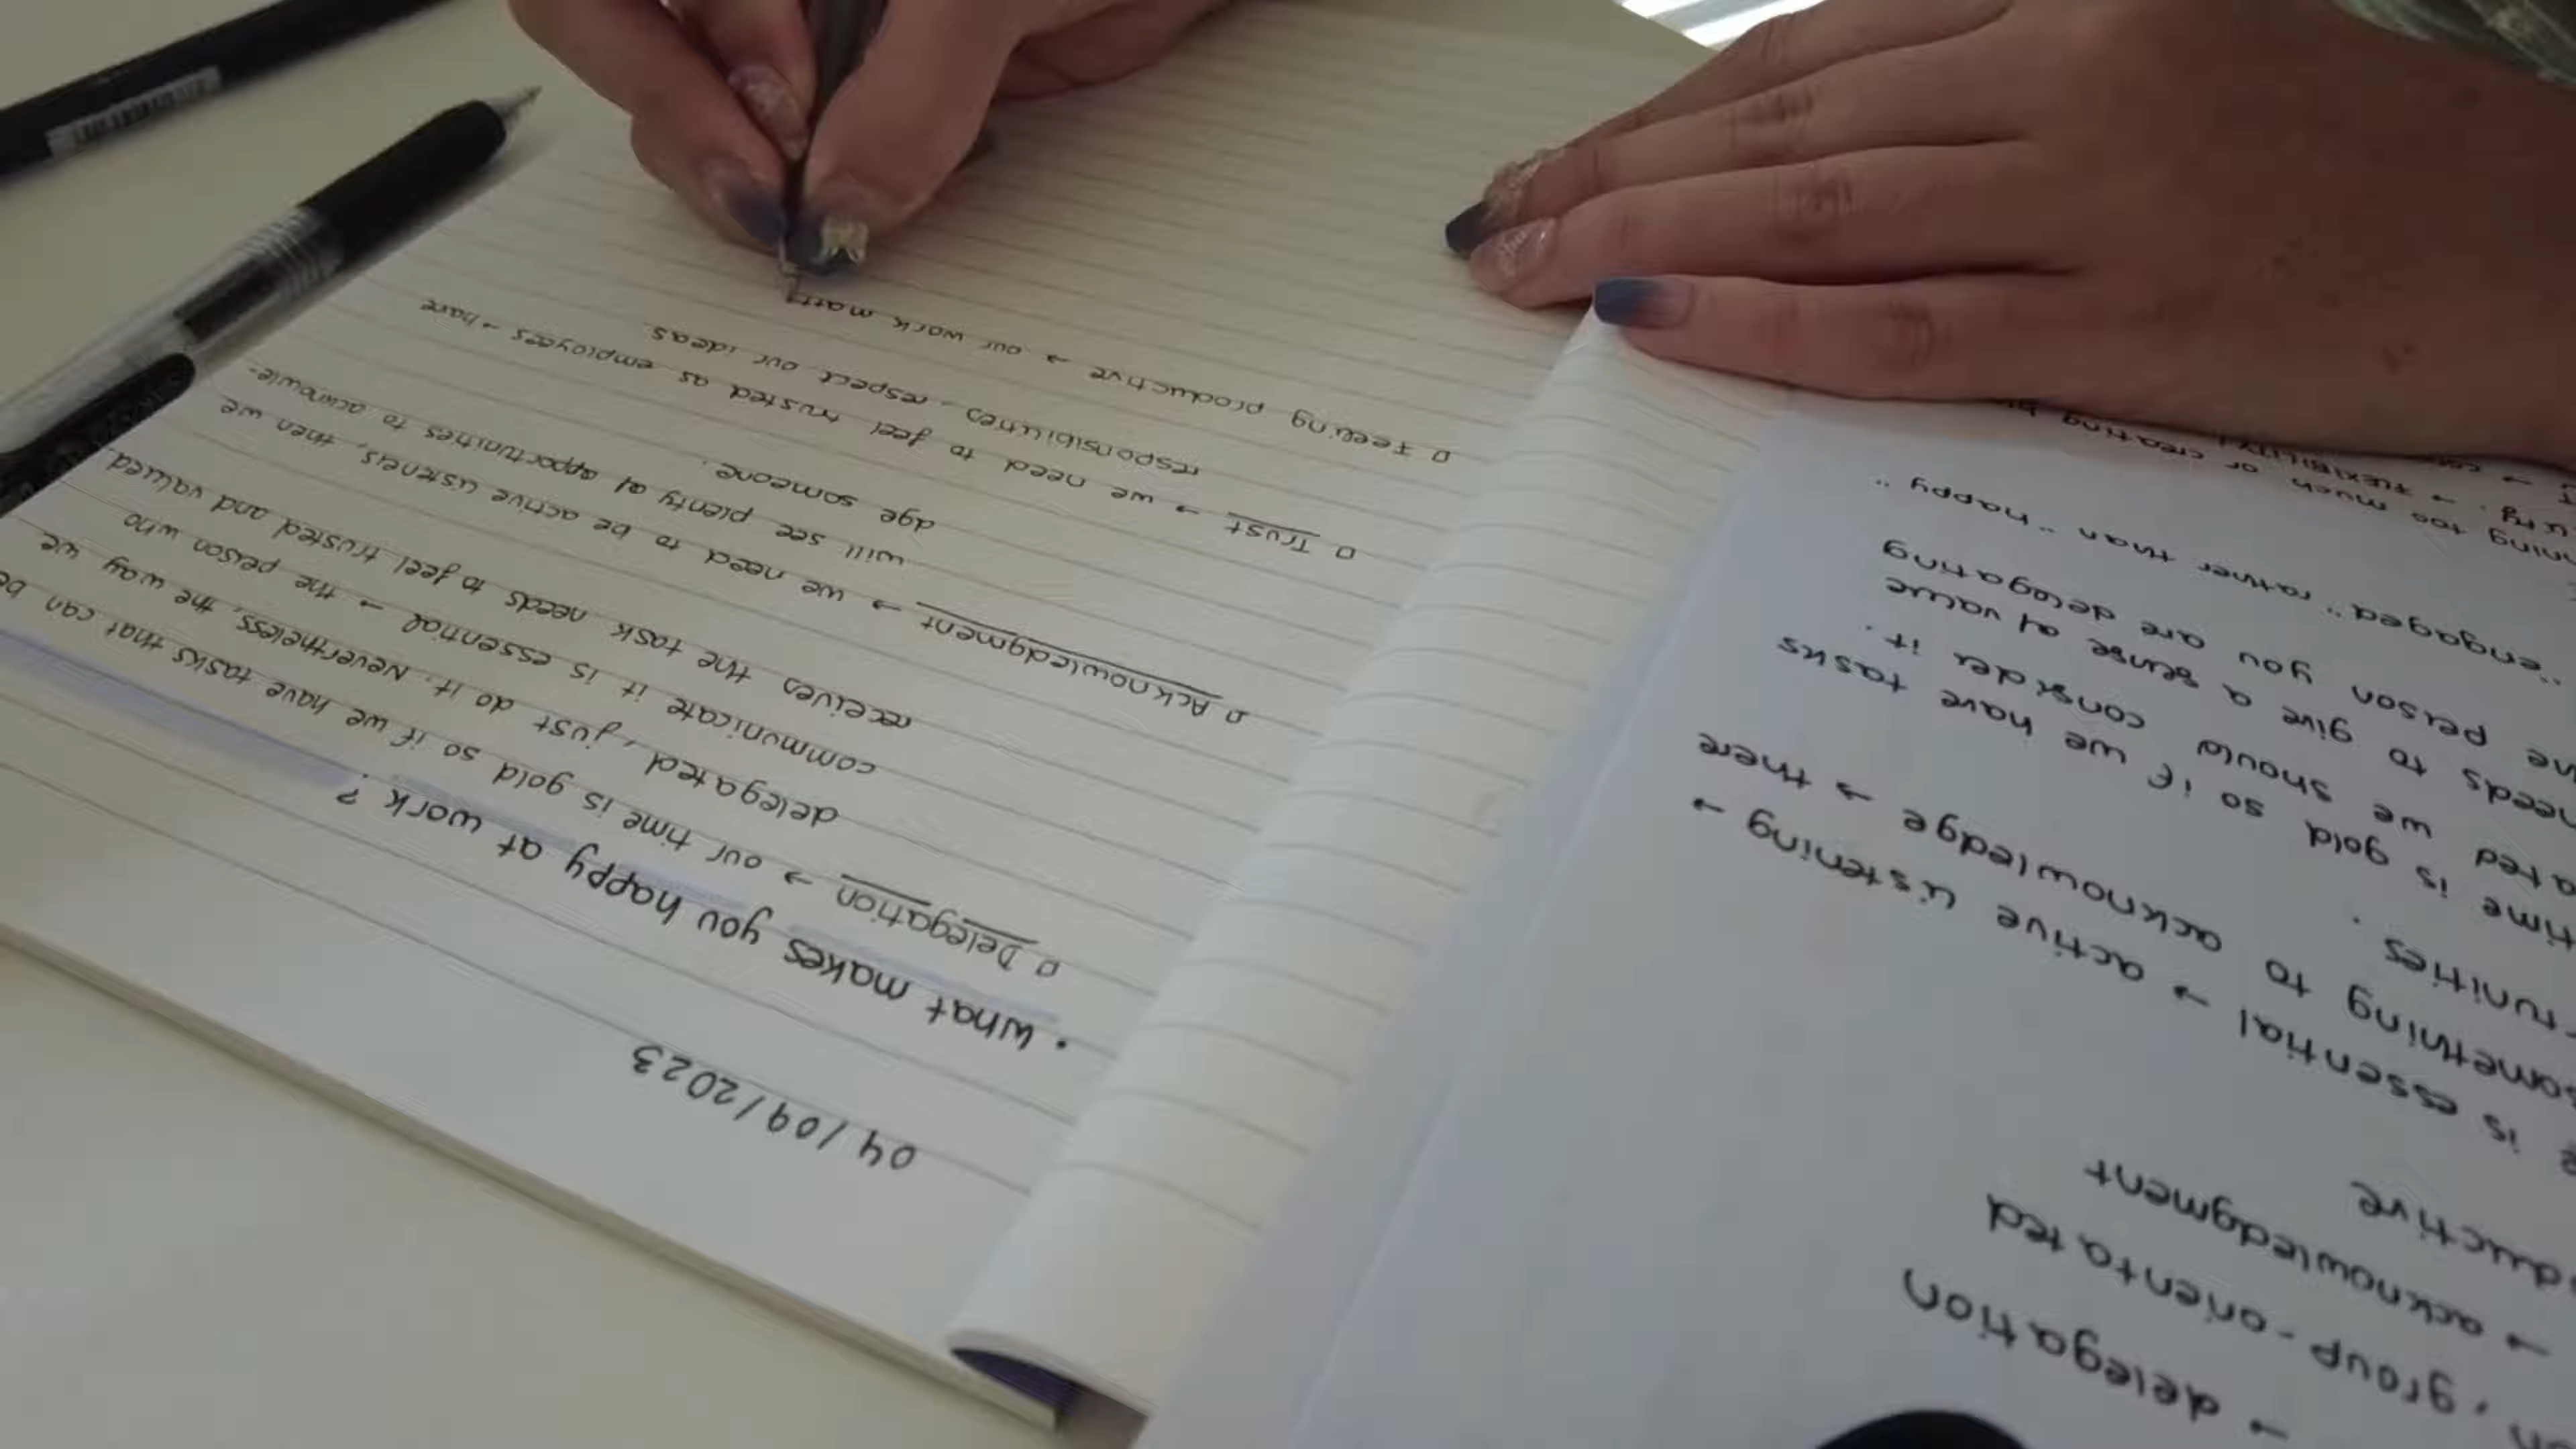 04/09/2023
• What makes you happy at work?
Delegation → our time is gold so if we have tasks that can be
delegated, just do it. Nevertheless, the way we
communicate it is essential → the person who
receives the task needs to feel trusted and valued.
Acknowledgment → we need to be active listeners, then we
will see plenty of opportunities to acknowle-
dge someone.
Trust → we need to feel trusted as employees → have
responsibilities, respect our ideas.
Feeling productive → our work matt
→ delegation
, group-orientated
→ acknowledgment
is essential → active listening →
something to acknowledge → there
time is gold so if we have tasks
we should consider it.
needs to give a sense of value
person you are delegating
"engaged" rather than "happy"
too much or creating
→ FLEXIBILITY